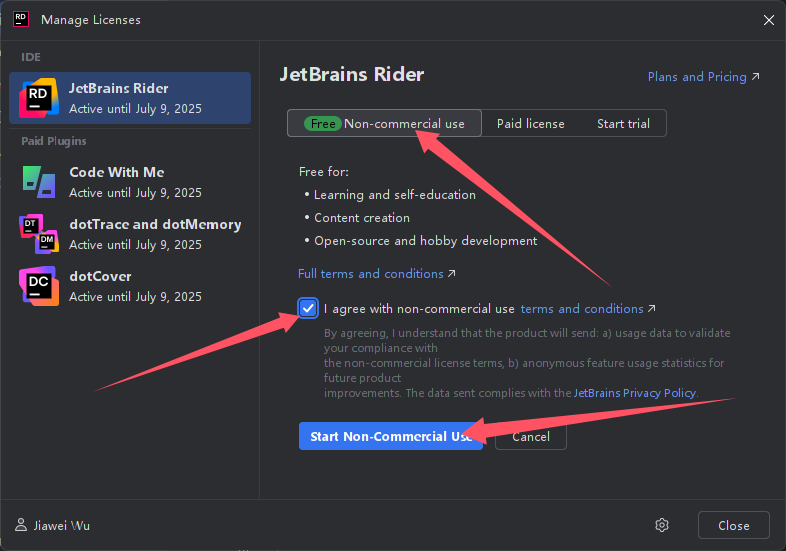 RD
Manage Licenses
IDE
RD
JetBrains Rider
Active until July 9, 2025
Paid Plugins
Code With Me
Active until July 9, 2025
DT
DM
dotTrace and dotMemory
Active until July 9, 2025
DC
dotCover
Active until July 9, 2025
Jiawei Wu
JetBrains Rider
Plans and Pricing ↗
Free Non-commercial use Paid license Start trial
Free for:
• Learning and self-education
• Content creation
• Open-source and hobby development
Full terms and conditions ↗
I agree with non-commercial use terms and conditions ↗
By agreeing, I understand that the product will send: a) usage data to validate
your compliance with
the non-commercial license terms, b) anonymous feature usage statistics for
future product
improvements. The data sent complies with the JetBrains Privacy Policy.
Start Non-Commercial Use Cancel
Close